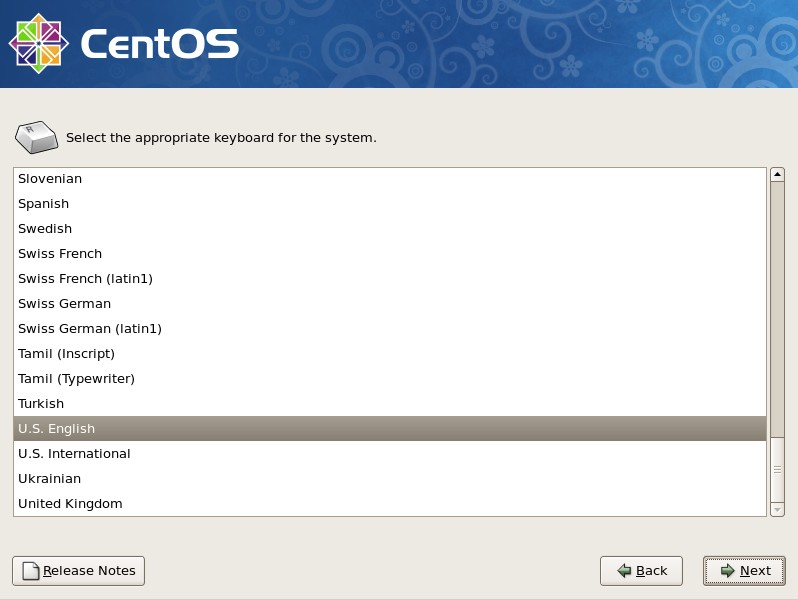 CentOS
R
Select the appropriate keyboard for the system.
Slovenian
Spanish
Swedish
Swiss French
Swiss French (latin1)
Swiss German
Swiss German (latin1)
Tamil (Inscript)
Tamil (Typewriter)
Turkish
U.S. English
U.S. International
Ukrainian
United Kingdom
Release Notes
Back
Next